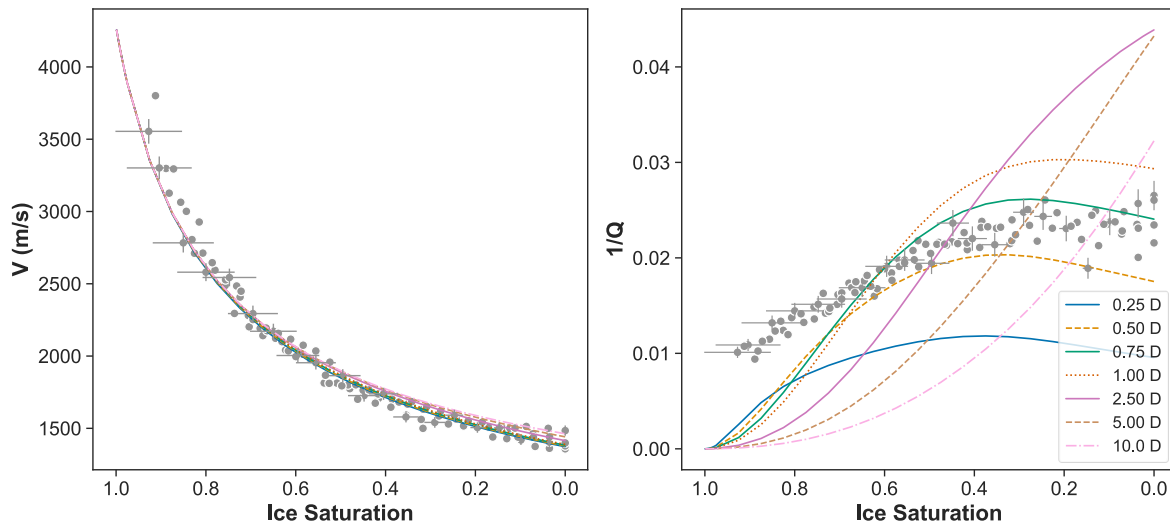 V (m/s)
4000
3500
3000
2500
2000
1500
1.0 0.8 0.6 0.4 0.2 0.0
Ice Saturation
1/Q
0.04
0.03
0.02
0.01
0.00
1.0 0.8 0.6 0.4 0.2 0.0
Ice Saturation
0.25 D
0.50 D
0.75 D
1.00 D
2.50 D
5.00 D
10.0 D